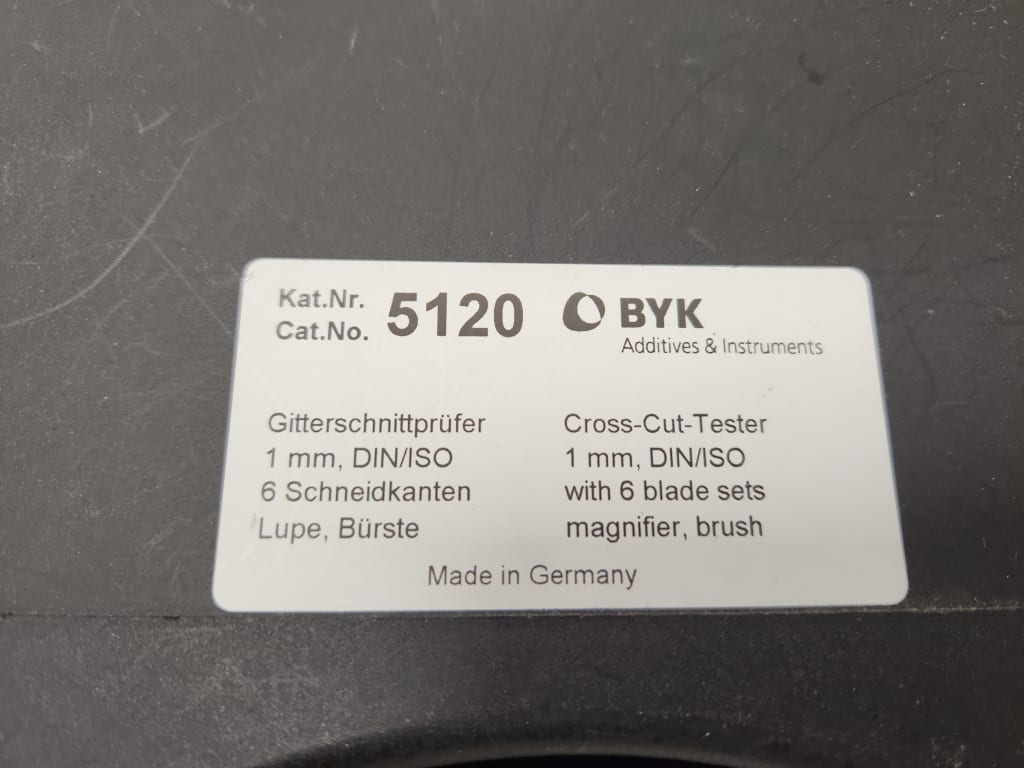 Kat.Nr.
Cat.No. 5120 BYK
Additives & Instruments
Gitterschnittprüfer
1 mm, DIN/ISO
6 Schneidkanten
Lupe, Bürste
Cross-Cut-Tester
1 mm, DIN/ISO
with 6 blade sets
magnifier, brush
Made in Germany